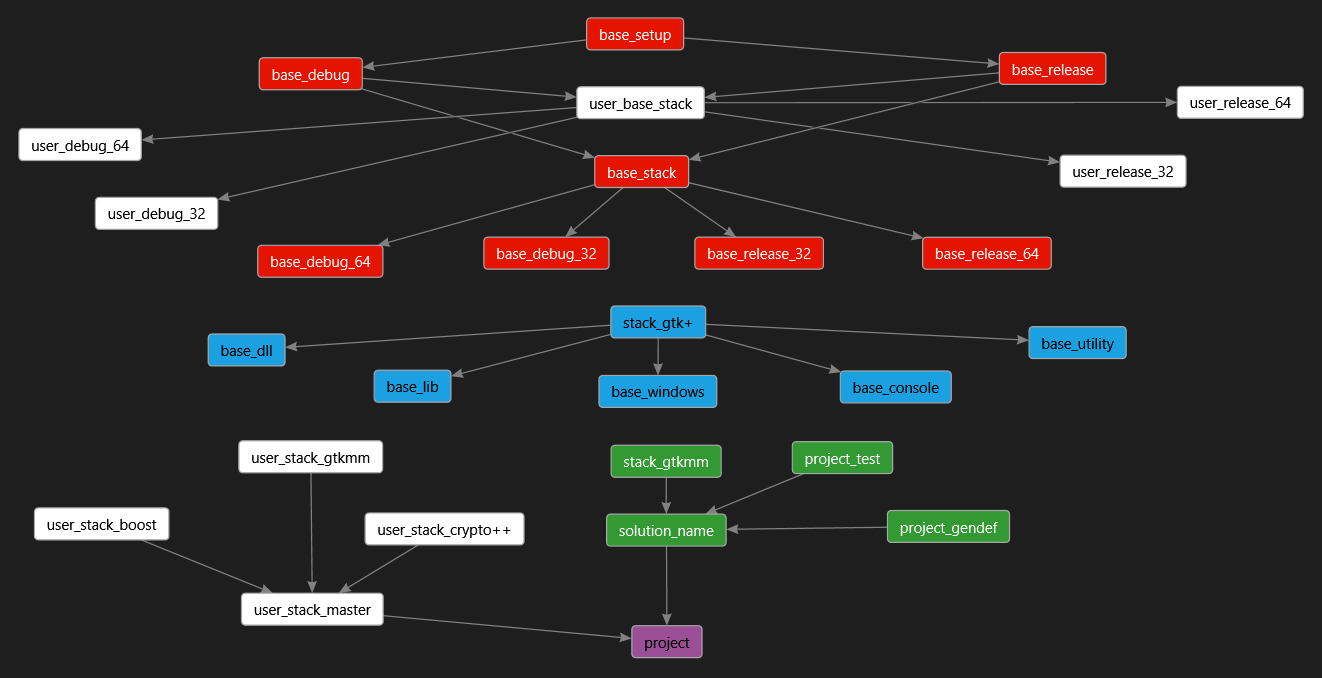 base_setup
base_debug
base_release
user_base_stack
user_release_64
user_debug_64
base_stack
user_release_32
user_debug_32
base_debug_64
base_debug_32
base_release_32
base_release_64
stack_gtk+
base_dll
base_utility
base_lib
base_windows
base_console
user_stack_gtkmm
stack_gtkmm
project_test
user_stack_boost
user_stack_crypto++
solution_name
project_gendef
user_stack_master
project